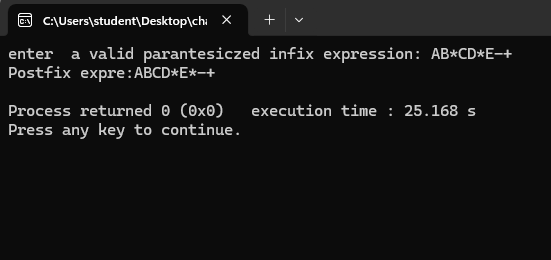 C:\Users\student\Desktop\cha
enter  a valid parantesiczed infix expression: AB*CD*E-+
Postfix expre:ABCD*E*-+
Process returned 0 (0x0)   execution time : 25.168 s
Press any key to continue.